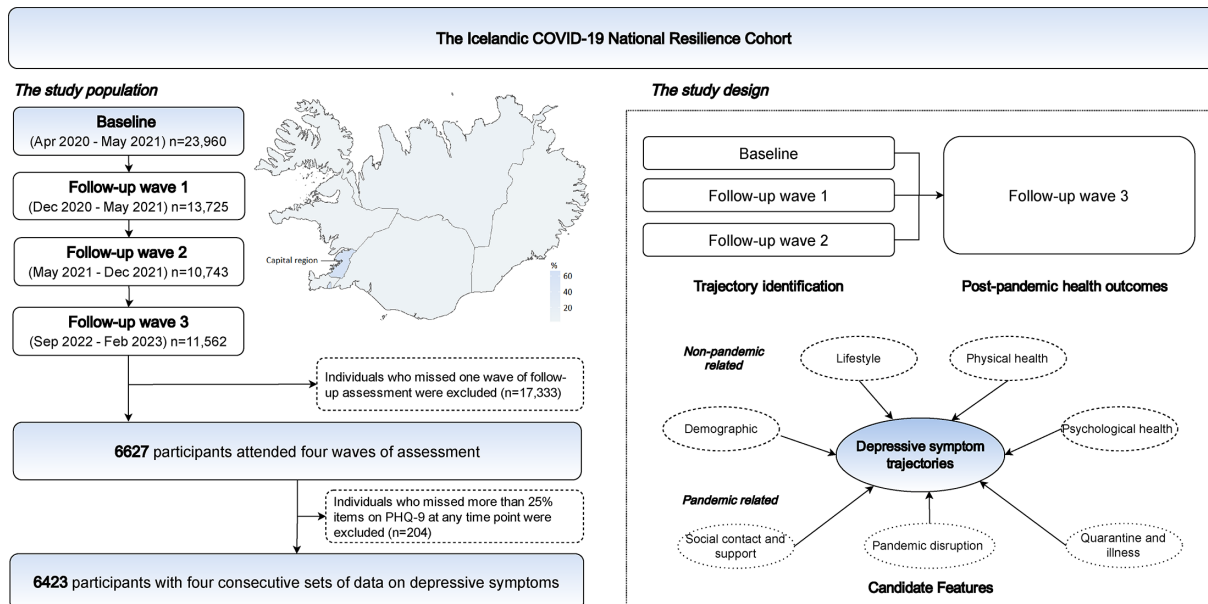 The Icelandic COVID-19 National Resilience Cohort
The study population
Baseline
(Apr 2020 - May 2021) n=23,960
Follow-up wave 1
(Dec 2020 - May 2021) n=13,725
Follow-up wave 2
(May 2021 - Dec 2021) n=10,743
Follow-up wave 3
(Sep 2022 - Feb 2023) n=11,562
Capital region
%
60
40
20
Individuals who missed one wave of follow-
up assessment were excluded (n=17,333)
6627 participants attended four waves of assessment
Individuals who missed more than 25%
items on PHQ-9 at any time point were
excluded (n=204)
6423 participants with four consecutive sets of data on depressive symptoms
The study design
Baseline
Follow-up wave 1
Follow-up wave 2
Follow-up wave 3
Trajectory identification
Post-pandemic health outcomes
Non-pandemic
related
Lifestyle
Physical health
Demographic
Psychological health
Depressive symptom
trajectories
Pandemic related
Social contact and
support
Pandemic disruption
Quarantine and
illness
Candidate Features